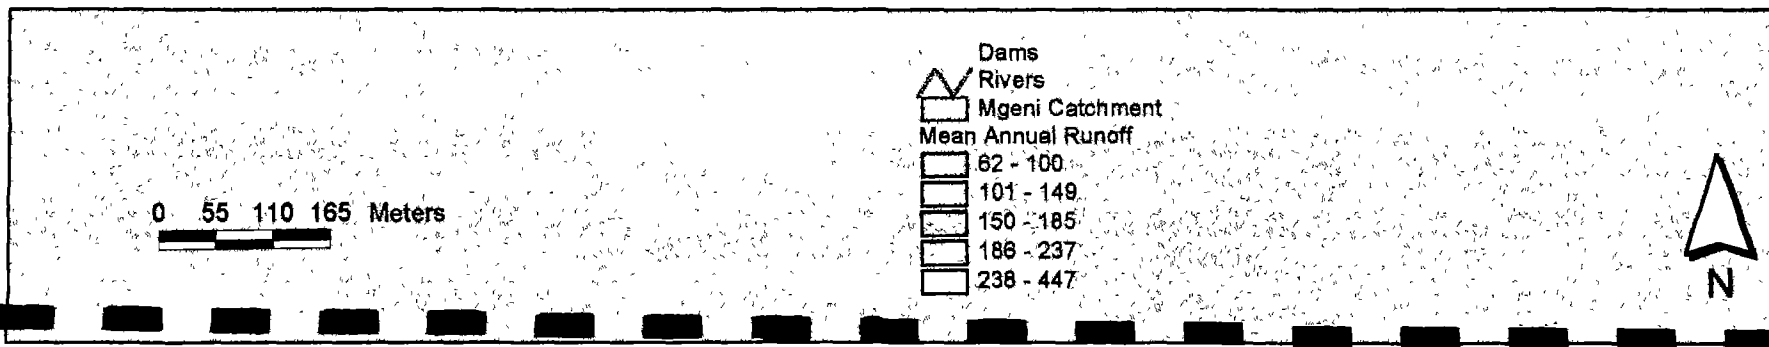 Dams
Rivers
Mgeni Catchment
Mean Annual Runoff
62 - 100
101 - 149
150 - 185
186 - 237
238 - 447
0 55 110 165 Meters
N